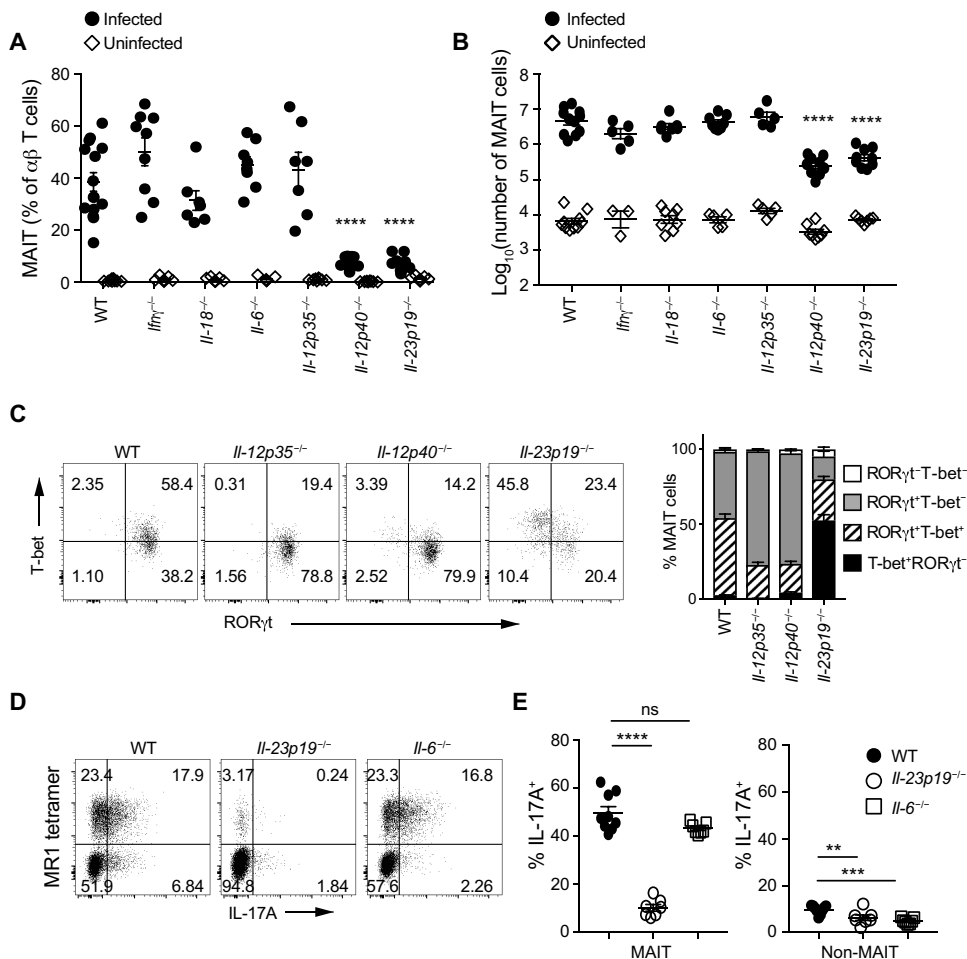 A
● Infected
◇ Uninfected
MAIT (% of αβ T cells)
80
60
40
20
0
**** ****
WT
Ifnγ⁻/⁻
Il-18⁻/⁻
Il-6⁻/⁻
Il-12p35⁻/⁻
Il-12p40⁻/⁻
Il-23p19⁻/⁻
B
● Infected
◇ Uninfected
Log₁₀(number of MAIT cells)
7
6
5
4
3
2
**** ****
WT
Ifnγ⁻/⁻
Il-18⁻/⁻
Il-6⁻/⁻
Il-12p35⁻/⁻
Il-12p40⁻/⁻
Il-23p19⁻/⁻
C
WT Il-12p35⁻/⁻ Il-12p40⁻/⁻ Il-23p19⁻/⁻
2.35 58.4 0.31 19.4 3.39 14.2 45.8 23.4
1.10 38.2 1.56 78.8 2.52 79.9 10.4 20.4
T-bet
RORγt
% MAIT cells
100
50
0
WT
Il-12p35⁻/⁻
Il-12p40⁻/⁻
Il-23p19⁻/⁻
RORγt⁻T-bet⁻
RORγt⁺T-bet⁻
RORγt⁺T-bet⁺
T-bet⁺RORγt⁻
D
WT Il-23p19⁻/⁻ Il-6⁻/⁻
23.4 17.9 3.17 0.24 23.3 16.8
51.9 6.84 94.8 1.84 57.6 2.26
MR1 tetramer
IL-17A
E
% IL-17A⁺
80
60
40
20
0
ns
****
MAIT
% IL-17A⁺
80
60
40
20
0
**
***
Non-MAIT
● WT
○ Il-23p19⁻/⁻
□ Il-6⁻/⁻